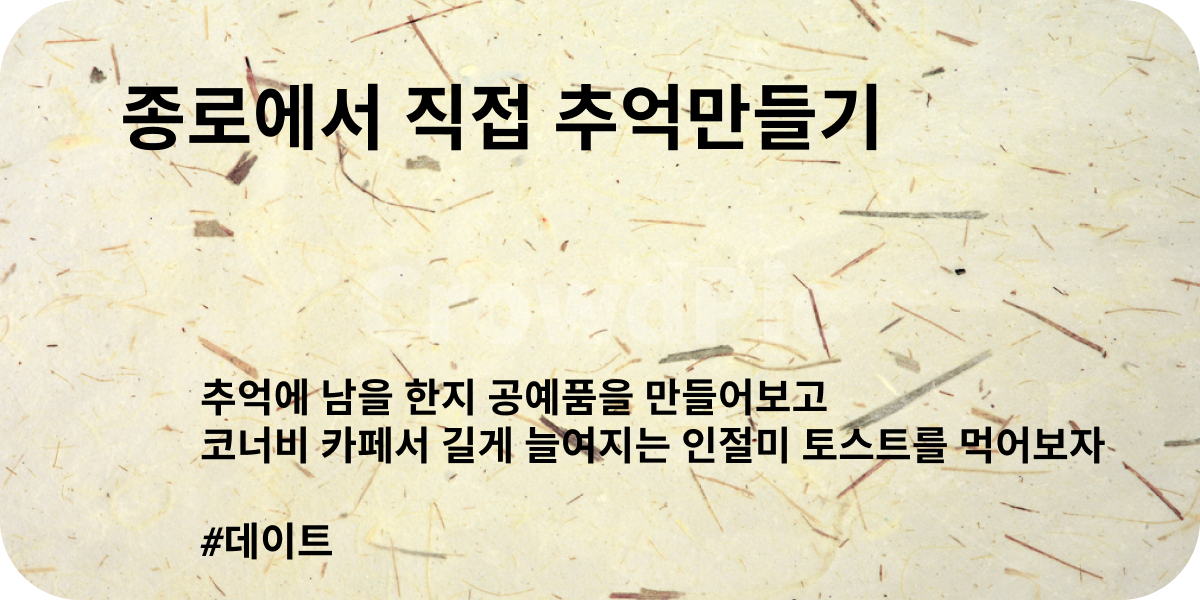 종로에서 직접 추억만들기
CrowdPic
추억에 남을 한지 공예품을 만들어보고
코너비 카페서 길게 늘여지는 인절미 토스트를 먹어보자
#데이트